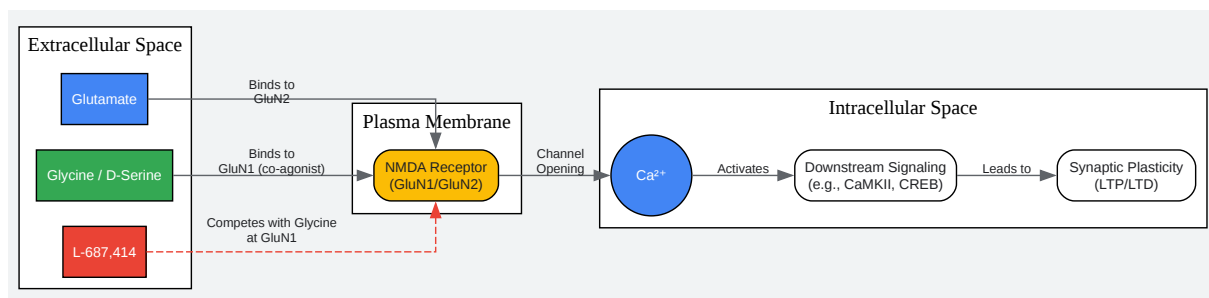 Extracellular Space
Glutamate
Binds to
GluN2
Plasma Membrane
Intracellular Space
Glycine / D-Serine
Binds to
GluN1 (co-agonist)
NMDA Receptor
(GluN1/GluN2)
Channel
Opening
Ca²⁺
Activates
Downstream Signaling
(e.g., CaMKII, CREB)
Leads to
Synaptic Plasticity
(LTP/LTD)
L-687,414
Competes with Glycine
at GluN1